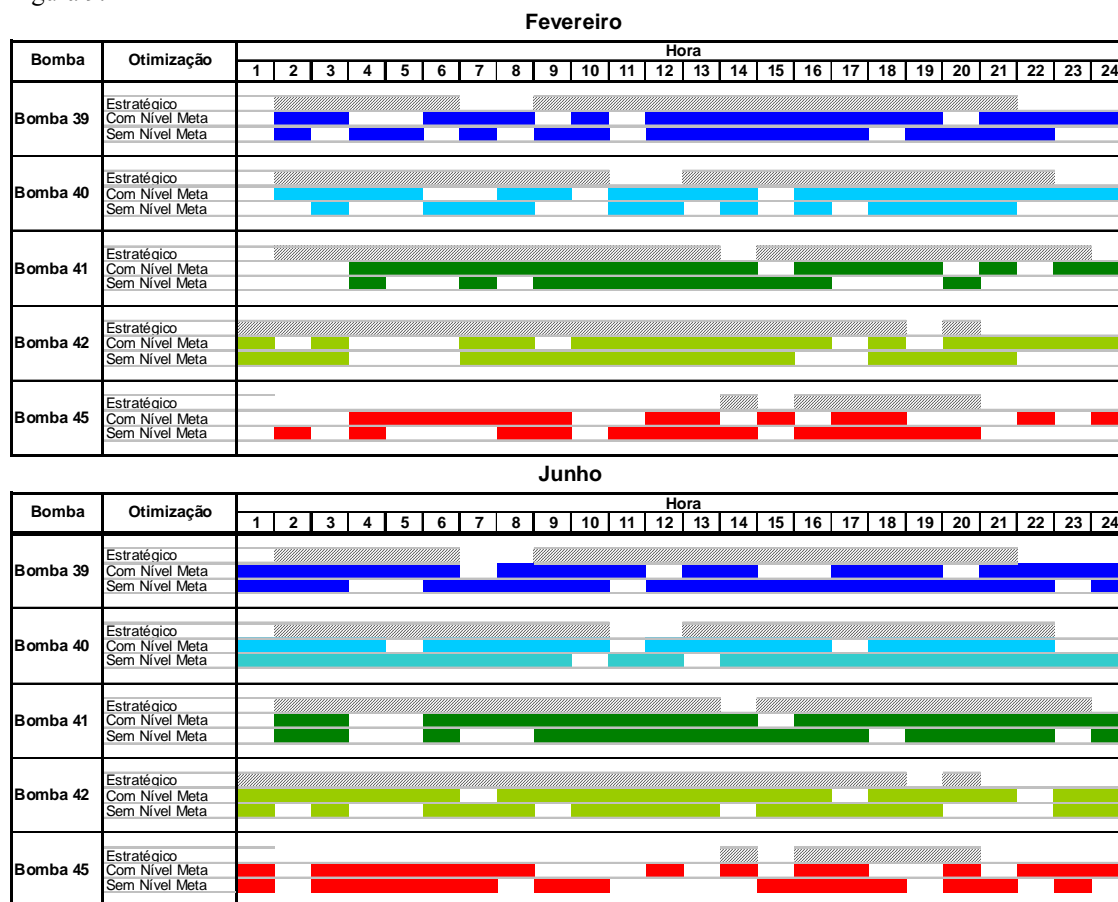 Fevereiro
Bomba Otimização Hora
1 2 3 4 5 6 7 8 9 10 11 12 13 14 15 16 17 18 19 20 21 22 23 24
Estratégico
Bomba 39 Com Nível Meta
Sem Nível Meta
Estratégico
Bomba 40 Com Nível Meta
Sem Nível Meta
Estratégico
Bomba 41 Com Nível Meta
Sem Nível Meta
Estratégico
Bomba 42 Com Nível Meta
Sem Nível Meta
Estratégico
Bomba 45 Com Nível Meta
Sem Nível Meta
Junho
Bomba Otimização Hora
1 2 3 4 5 6 7 8 9 10 11 12 13 14 15 16 17 18 19 20 21 22 23 24
Estratégico
Bomba 39 Com Nível Meta
Sem Nível Meta
Estratégico
Bomba 40 Com Nível Meta
Sem Nível Meta
Estratégico
Bomba 41 Com Nível Meta
Sem Nível Meta
Estratégico
Bomba 42 Com Nível Meta
Sem Nível Meta
Estratégico
Bomba 45 Com Nível Meta
Sem Nível Meta